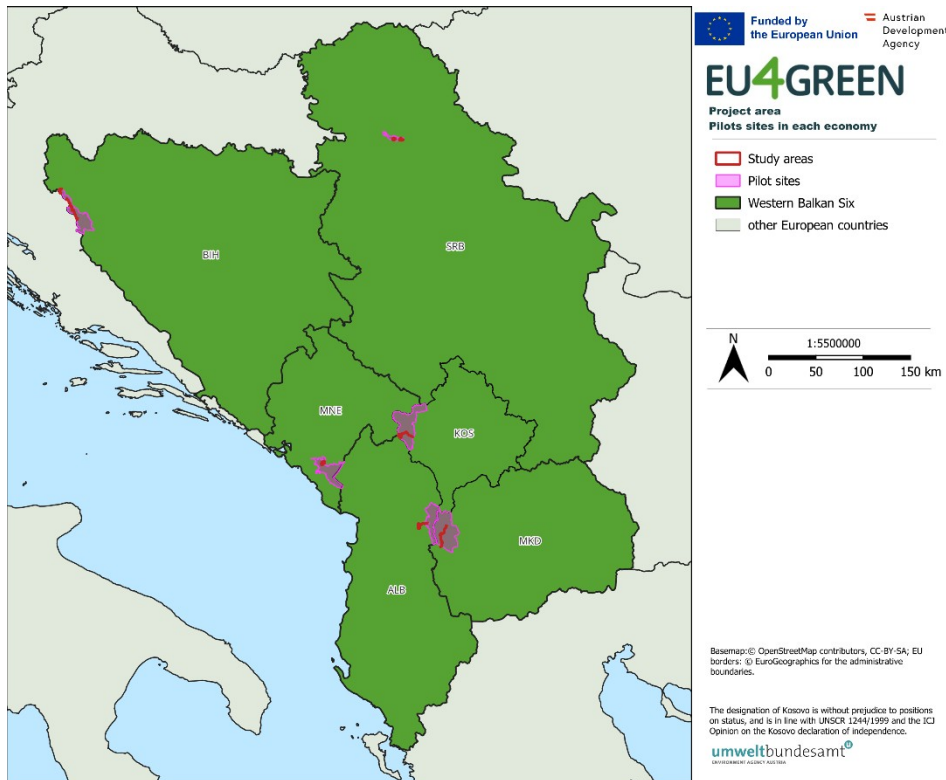 BIH
SRB
MNE
KOS
MKD
ALB
Funded by
the European Union
Austrian
Development
Agency
EU4GREEN
Project area
Pilots sites in each economy
Study areas
Pilot sites
Western Balkan Six
other European countries
N
1:5500000
0 50 100 150 km
Basemap:© OpenStreetMap contributors, CC-BY-SA; EU
borders: © EuroGeographics for the administrative
boundaries.
The designation of Kosovo is without prejudice to positions
on status, and is in line with UNSCR 1244/1999 and the ICJ
Opinion on the Kosovo declaration of independence.
umweltbundesamt
ENVIRONMENT AGENCY AUSTRIA